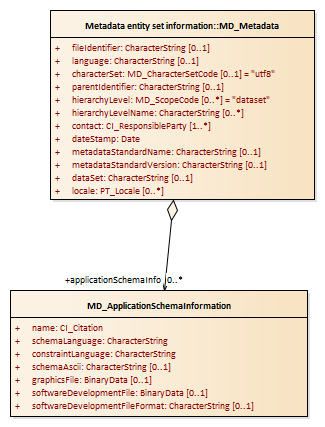 Metadata entity set information::MD_Metadata
+ fileIdentifier: CharacterString [0..1]
+ language: CharacterString [0..1]
+ characterSet: MD_CharacterSetCode [0..1] = "utf8"
+ parentIdentifier: CharacterString [0..1]
+ hierarchyLevel: MD_ScopeCode [0..*] = "dataset"
+ hierarchyLevelName: CharacterString [0..*]
+ contact: CI_ResponsibleParty [1..*]
+ dateStamp: Date
+ metadataStandardName: CharacterString [0..1]
+ metadataStandardVersion: CharacterString [0..1]
+ dataSet: CharacterString [0..1]
+ locale: PT_Locale [0..*]
+applicationSchemaInfo 0..*
MD_ApplicationSchemaInformation
+ name: CI_Citation
+ schemaLanguage: CharacterString
+ constraintLanguage: CharacterString
+ schemaAscii: CharacterString [0..1]
+ graphicsFile: BinaryData [0..1]
+ softwareDevelopmentFile: BinaryData [0..1]
+ softwareDevelopmentFileFormat: CharacterString [0..1]